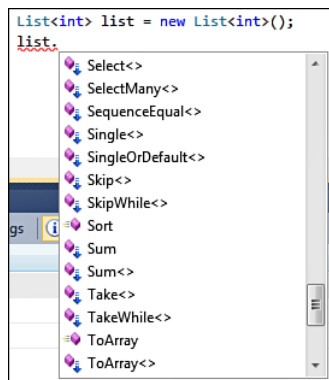 List<int> list = new List<int>();
list.
Select<>
SelectMany<>
SequenceEqual<>
Single<>
SingleOrDefault<>
Skip<>
SkipWhile<>
Sort
Sum
Sum<>
Take<>
TakeWhile<>
ToArray
ToArray<>
gs